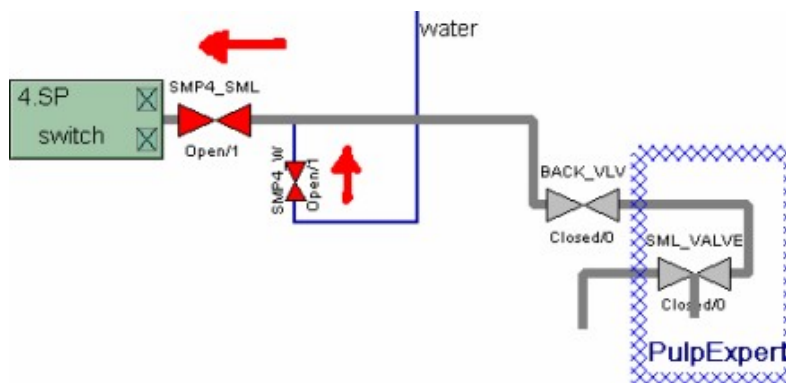 water
SMP4_SML
4.SP
switch
Open/1
SMP4_W
Open/1
BACK_VLV
Closed/0
SML_VALVE
Closed/0
PulpExpert